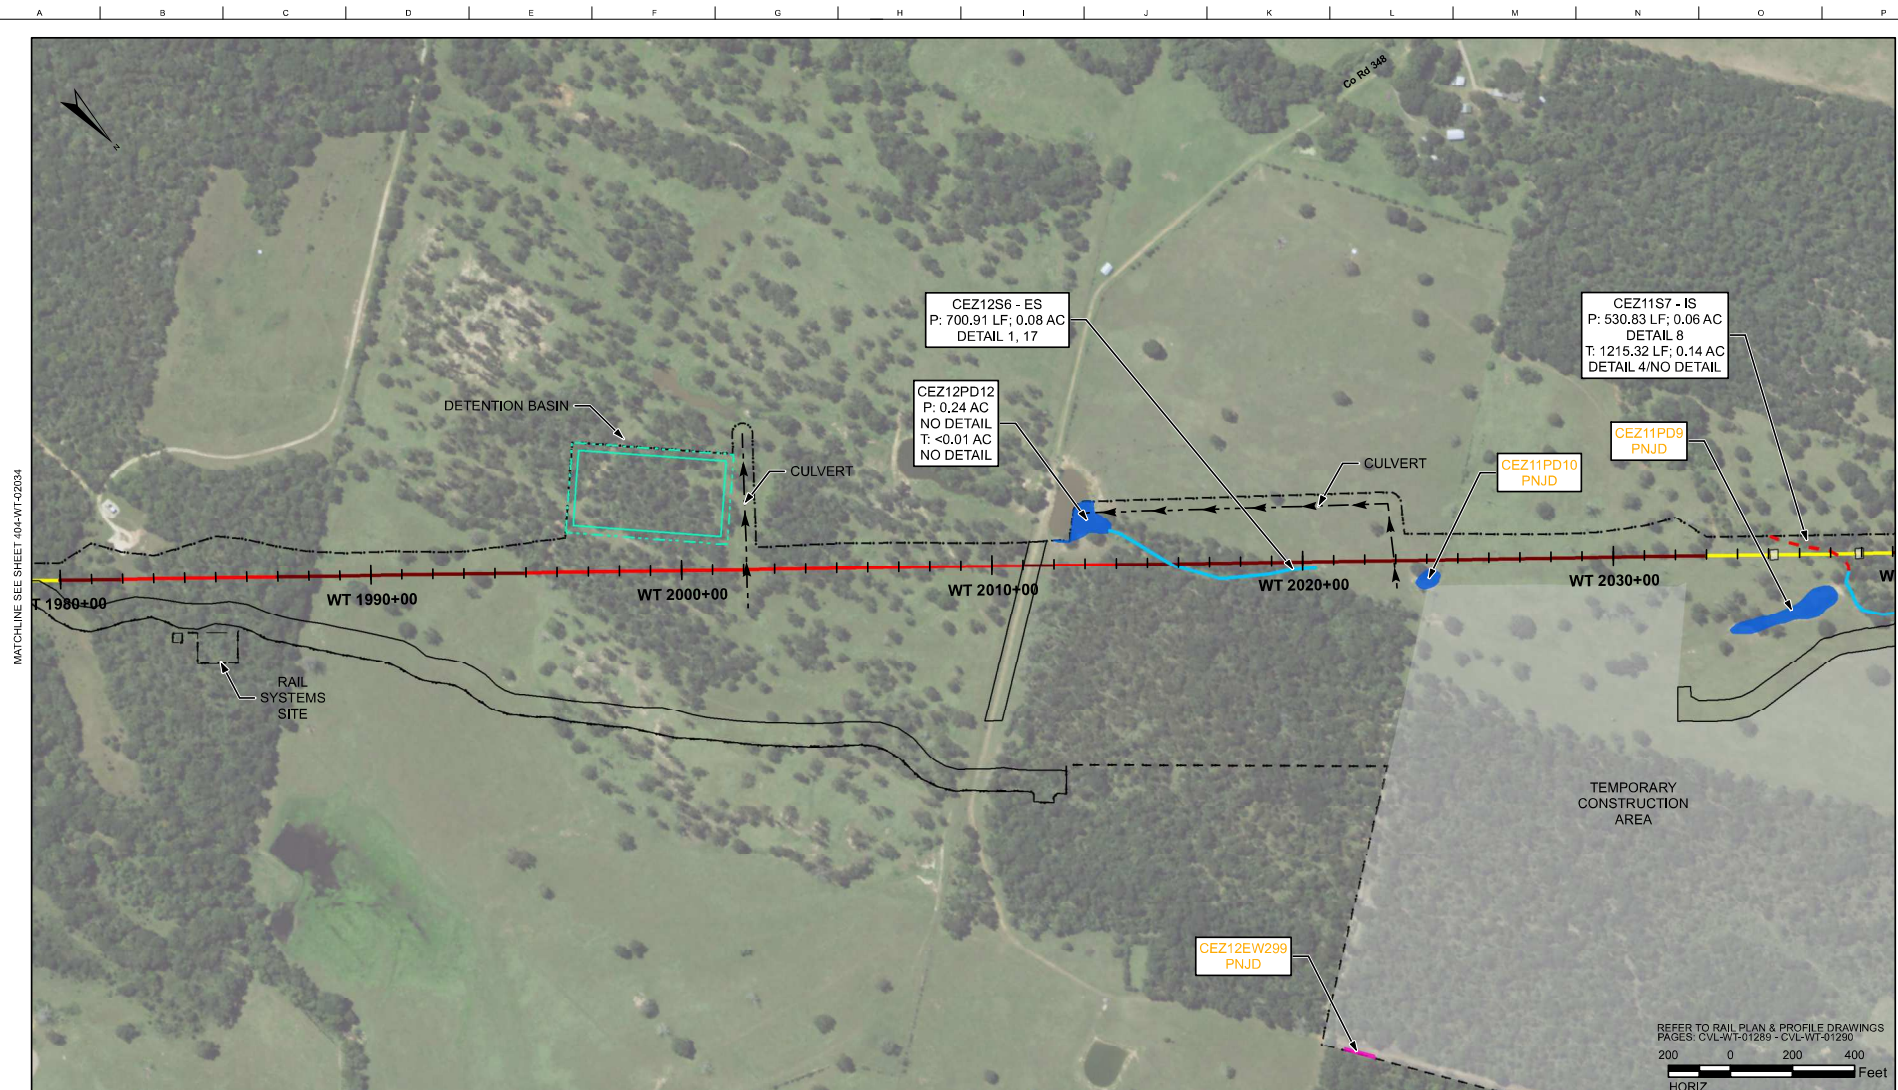 A B C D E F G H I J K L M N O P
Co Rd 348
N
CEZ12S6 - ES
P: 700.91 LF; 0.08 AC
DETAIL 1, 17
CEZ11S7 - IS
P: 530.83 LF; 0.06 AC
DETAIL 8
T: 1215.32 LF; 0.14 AC
DETAIL 4/NO DETAIL
CEZ12PD12
P: 0.24 AC
NO DETAIL
T: <0.01 AC
NO DETAIL
DETENTION BASIN
CULVERT
CULVERT
CEZ11PD10
PNJD
CEZ11PD9
PNJD
MATCHLINE SEE SHEET 404-WT-02034
T 1980+00
WT 1990+00
WT 2000+00
WT 2010+00
WT 2020+00
WT 2030+00
W
RAIL
SYSTEMS
SITE
TEMPORARY
CONSTRUCTION
AREA
CEZ12EW299
PNJD
REFER TO RAIL PLAN & PROFILE DRAWINGS
PAGES: CVL-WT-01289 - CVL-WT-01290
200 0 200 400
Feet
HORIZ